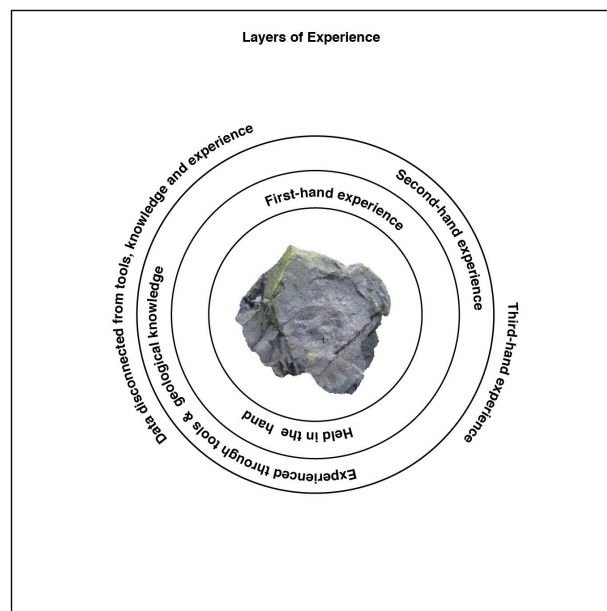 Layers of Experience
First-hand experience
Held in the hand
Second-hand experience
Experienced through tools & geological knowledge
Third-hand experience
Data disconnected from tools, knowledge and experience